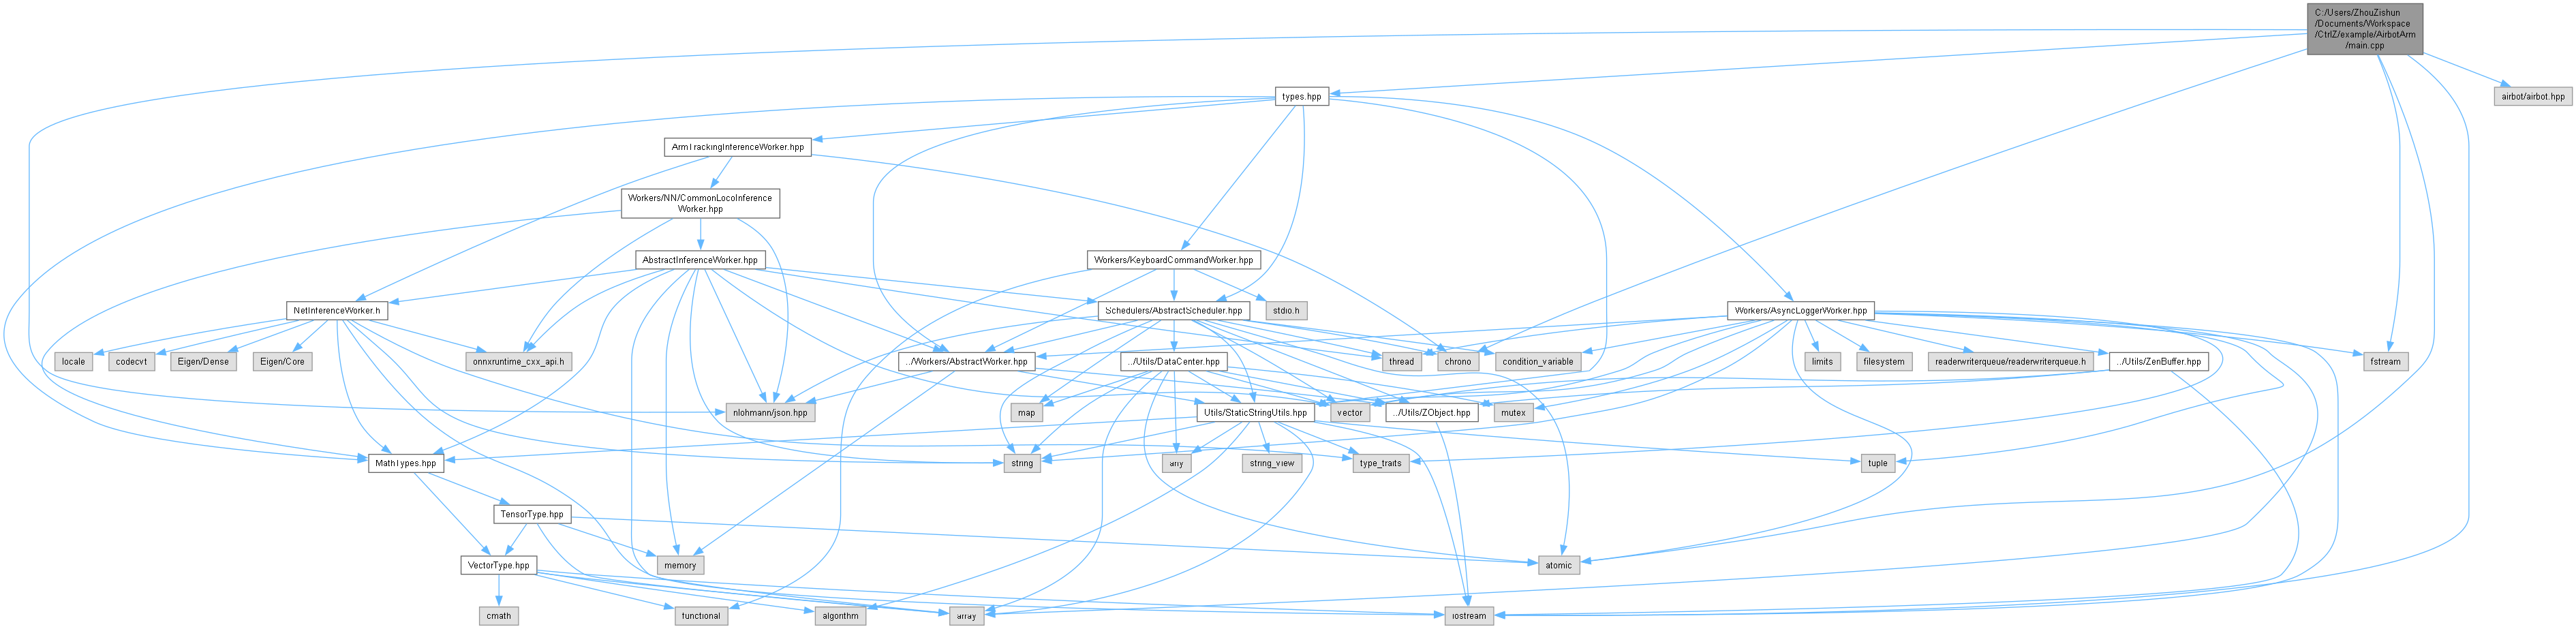 C:/Users/ZhouZishun
/Documents/Workspace
/CtrlZ/example/AirbotArm
/main.cpp
types.hpp
airbot/airbot.hpp
ArmTrackingInferenceWorker.hpp
Workers/NN/CommonLocoInference
Worker.hpp
AbstractInferenceWorker.hpp
Workers/KeyboardCommandWorker.hpp
NetInferenceWorker.h
Schedulers/AbstractScheduler.hpp
stdio.h
Workers/AsyncLoggerWorker.hpp
locale
codecvt
Eigen/Dense
Eigen/Core
onnxruntime_cxx_api.h
../Workers/AbstractWorker.hpp
../Utils/DataCenter.hpp
thread
chrono
condition_variable
limits
filesystem
readerwriterqueue/readerwriterqueue.h
../Utils/ZenBuffer.hpp
fstream
nlohmann/json.hpp
map
Utils/StaticStringUtils.hpp
vector
../Utils/ZObject.hpp
mutex
MathTypes.hpp
string
any
string_view
type_traits
tuple
TensorType.hpp
VectorType.hpp
memory
atomic
cmath
functional
algorithm
array
iostream